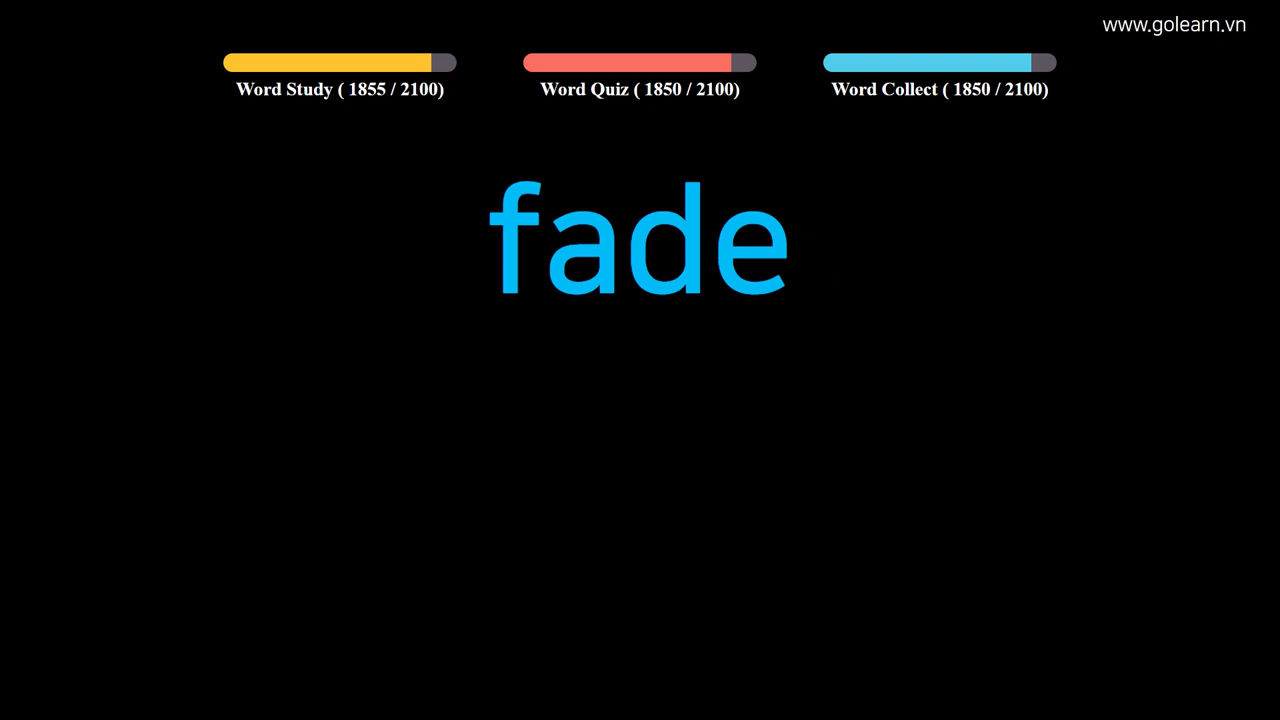 www.golearn.vn
Word Study ( 1855 / 2100)
Word Quiz ( 1850 / 2100)
Word Collect ( 1850 / 2100)
fade